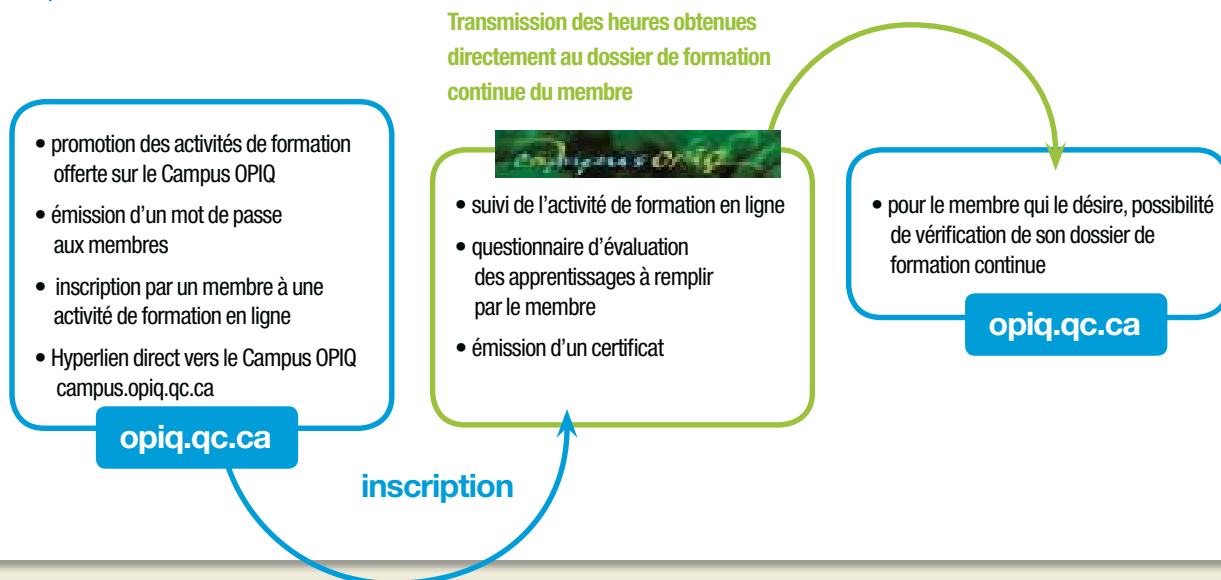 Transmission des heures obtenues
directement au dossier de formation
continue du membre
• promotion des activités de formation
offerte sur le Campus OPIQ
• émission d'un mot de passe
aux membres
• inscription par un membre à une
activité de formation en ligne
• Hyperlien direct vers le Campus OPIQ
campus.opiq.qc.ca
opiq.qc.ca
inscription
Campus OPIQ
• suivi de l'activité de formation en ligne
• questionnaire d'évaluation
des apprentissages à remplir
par le membre
• émission d'un certificat
• pour le membre qui le désire, possibilité
de vérification de son dossier de
formation continue
opiq.qc.ca